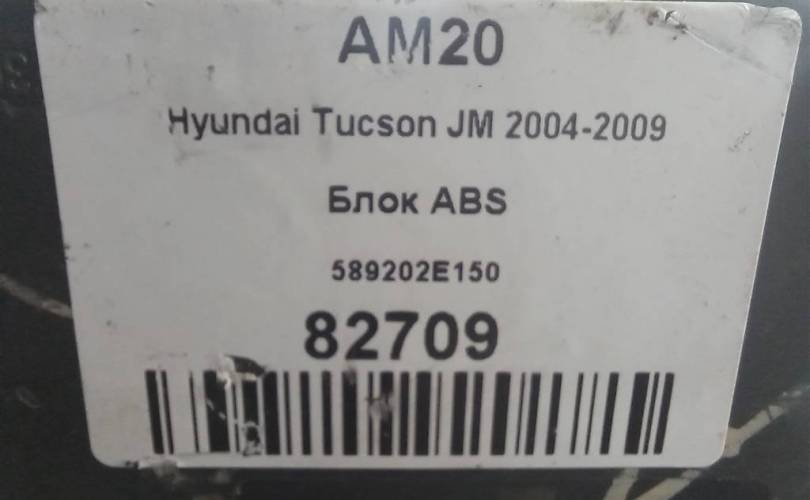 AM20
Hyundai Tucson JM 2004-2009
Блок ABS
589202E150
82709